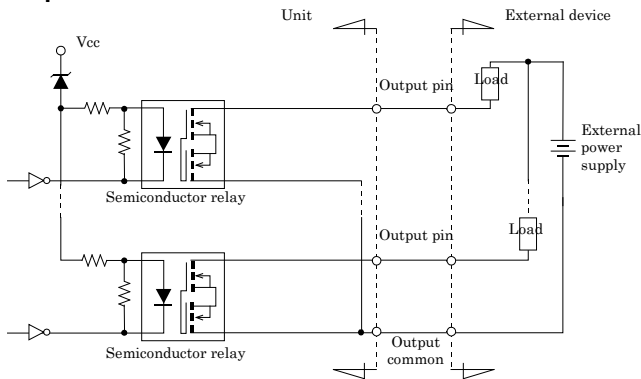 Unit
External device
Vcc
Output pin
Load
External
power
supply
Semiconductor relay
Output pin
Load
Output
common
Semiconductor relay